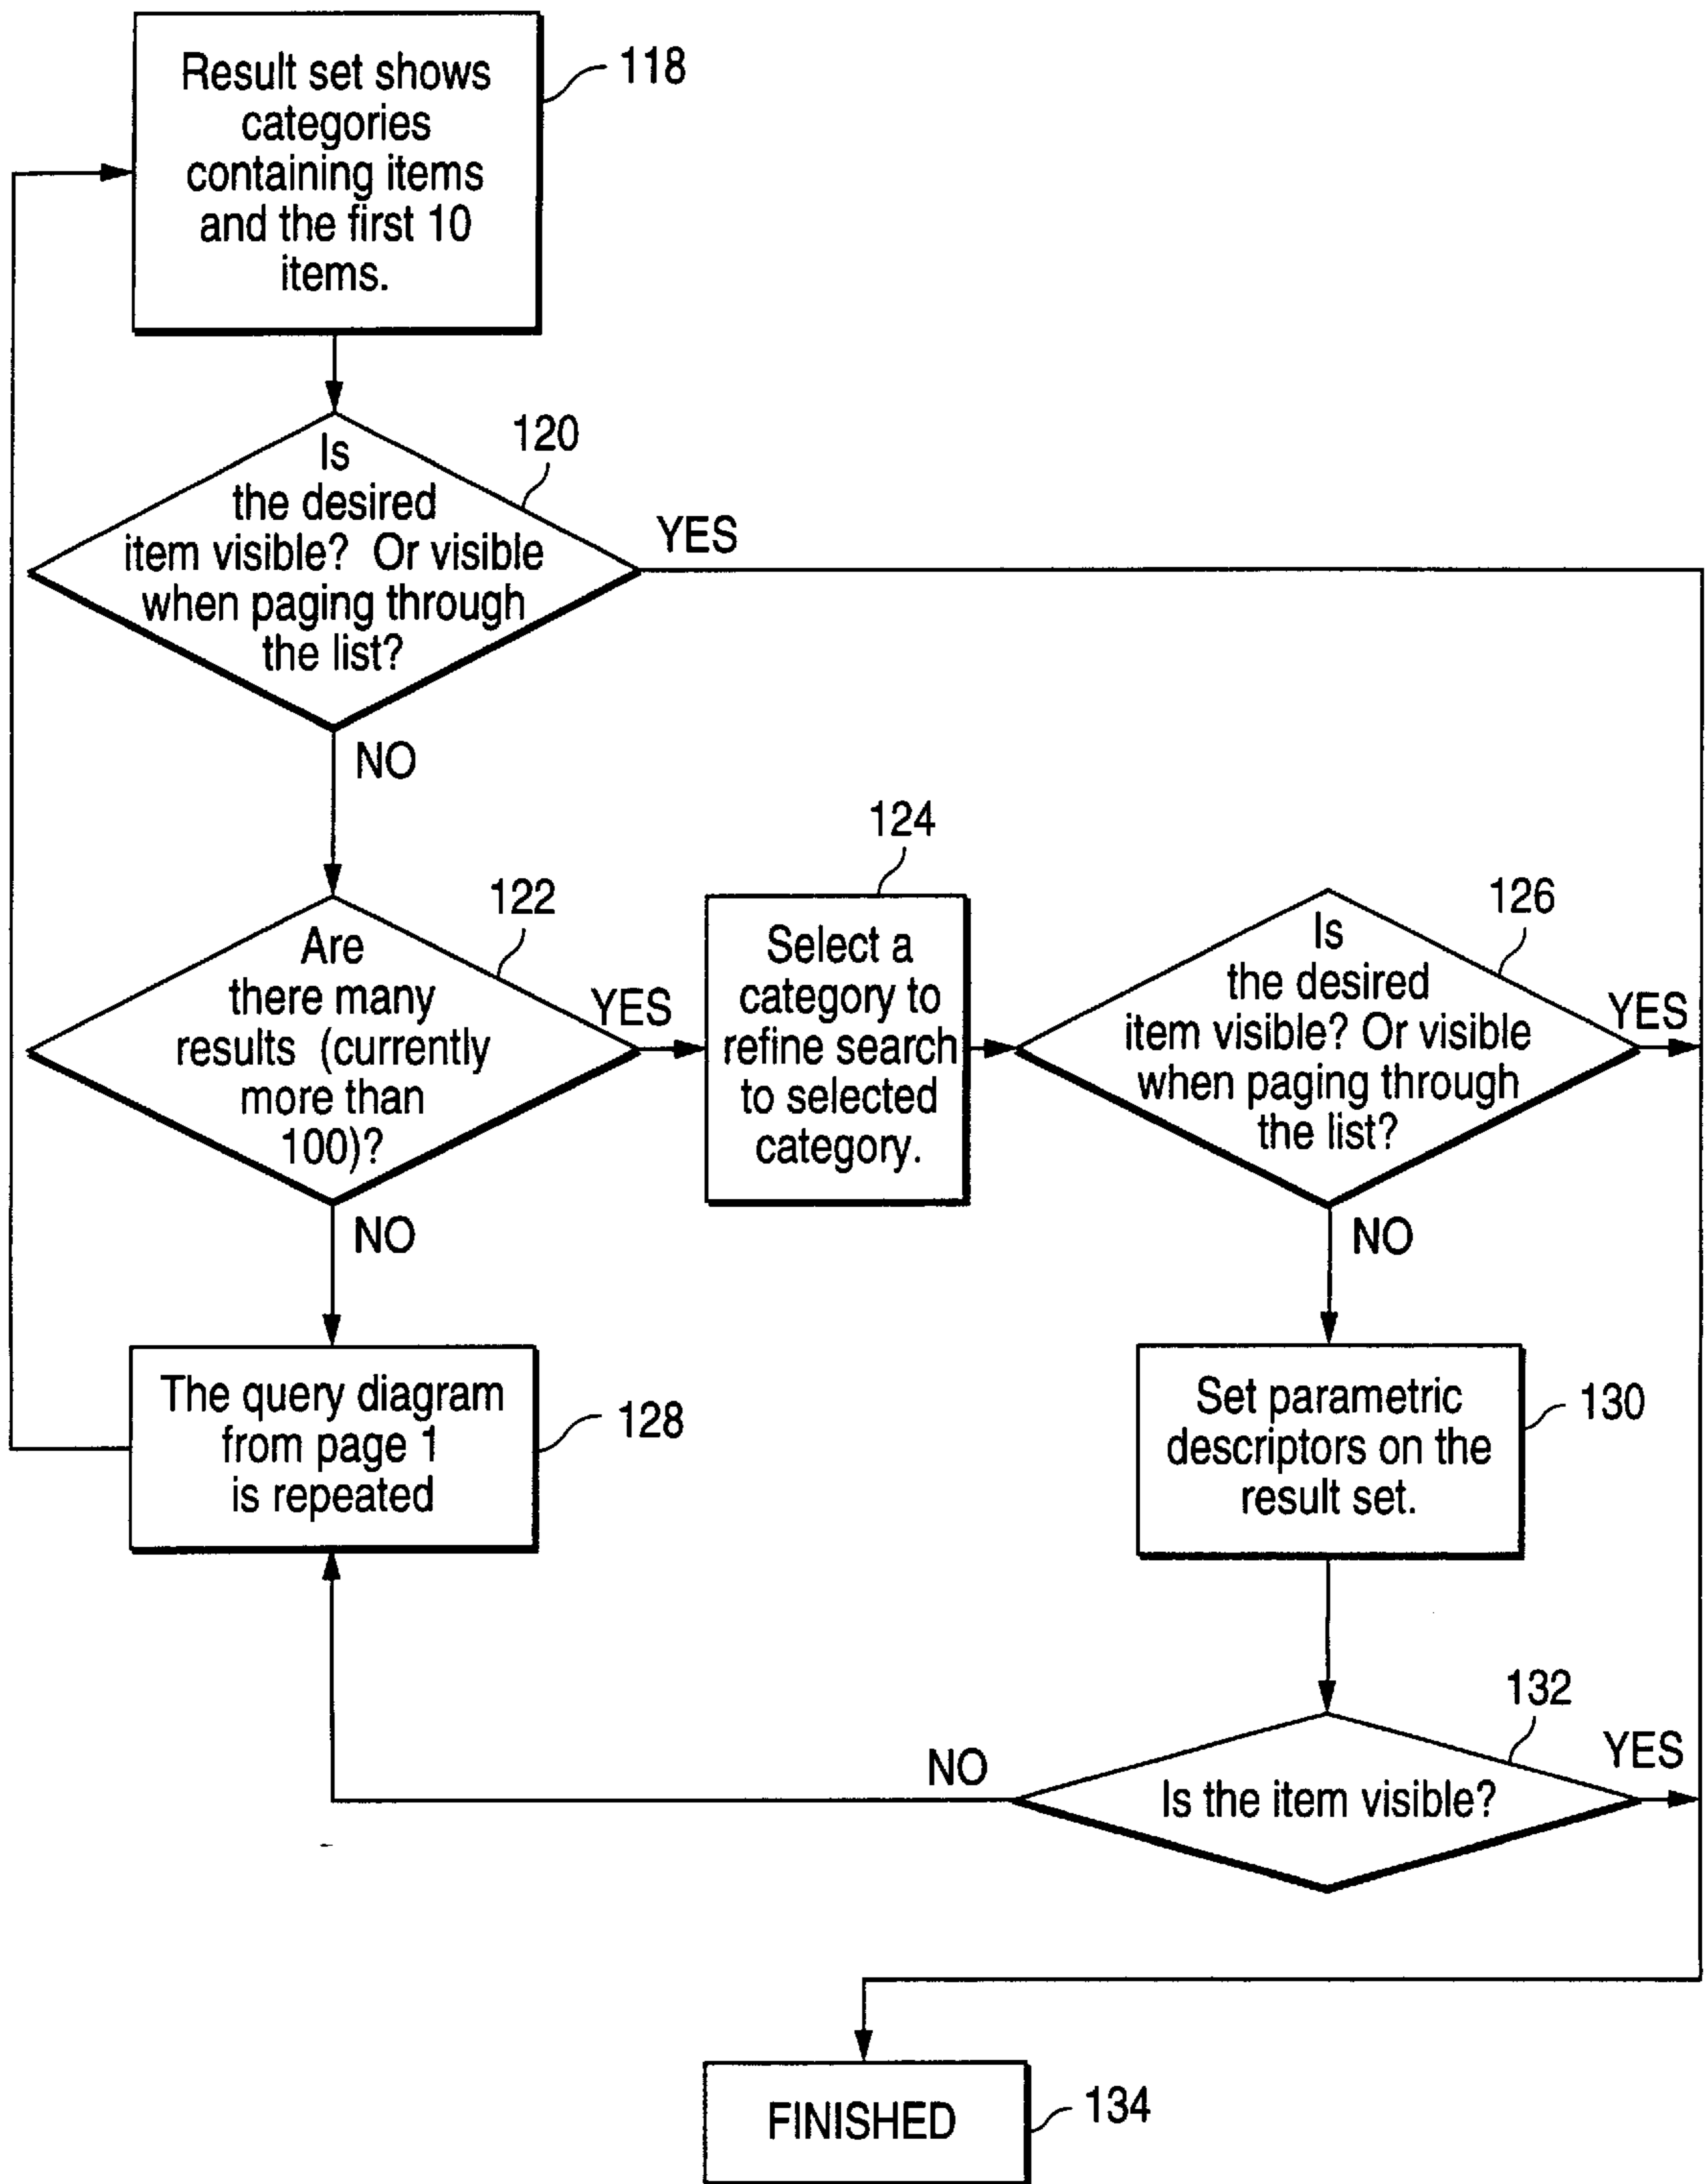 Result set shows
categories
containing items
and the first 10
items.
118
Is
the desired
item visible? Or visible
when paging through
the list?
120
YES
NO
Are
there many
results (currently
more than
100)?
122
YES
NO
Select a
category to
refine search
to selected
category.
124
Is
the desired
item visible? Or visible
when paging through
the list?
126
YES
NO
The query diagram
from page 1
is repeated
128
Set parametric
descriptors on the
result set.
130
Is the item visible?
132
YES
NO
FINISHED
134